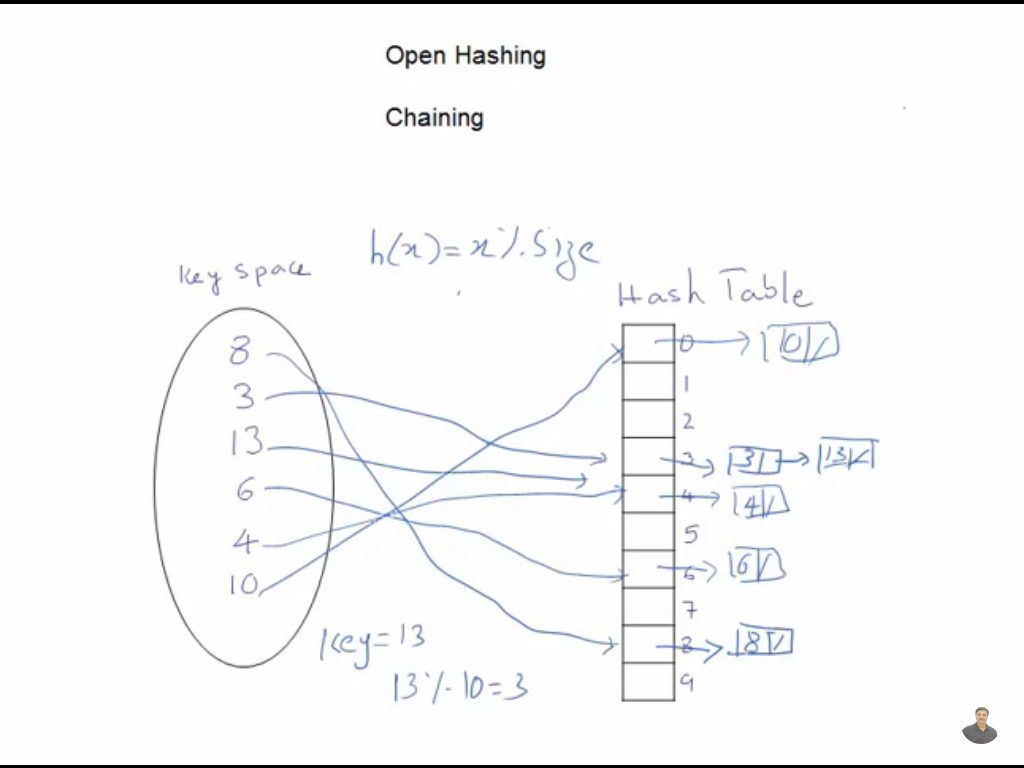 Open Hashing
Chaining
h(x)=x%size
Key space
Hash Table
8
3
13
6
4
10
0 10
1
2
3 3 13
4 4
5
6 6
7
8 8
9
Key=13
13%10=3